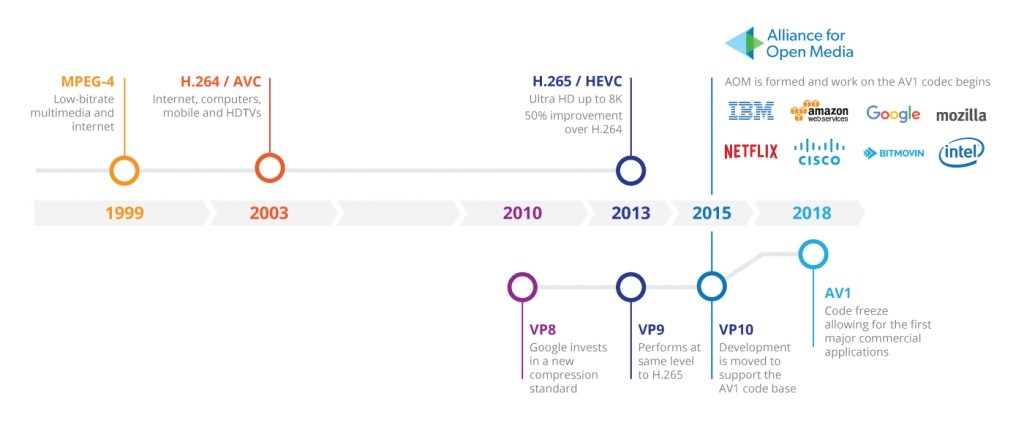 Alliance for
Open Media
AOM is formed and work on the AV1 codec begins
IBM
amazon
webservices
Google
mozilla
NETFLIX
CISCO
BITMOVIN
intel
MPEG-4
Low-bitrate
multimedia and
internet
H.264 / AVC
Internet, computers,
mobile and HDTVs
H.265 / HEVC
Ultra HD up to 8K
50% improvement
over H.264
1999
2003
2010
2013
2015
2018
VP8
Google invests
in a new
compression
standard
VP9
Performs at
same level
to H.265
VP10
Development
is moved to
support the
AV1 code base
AV1
Code freeze
allowing for the first
major commercial
applications